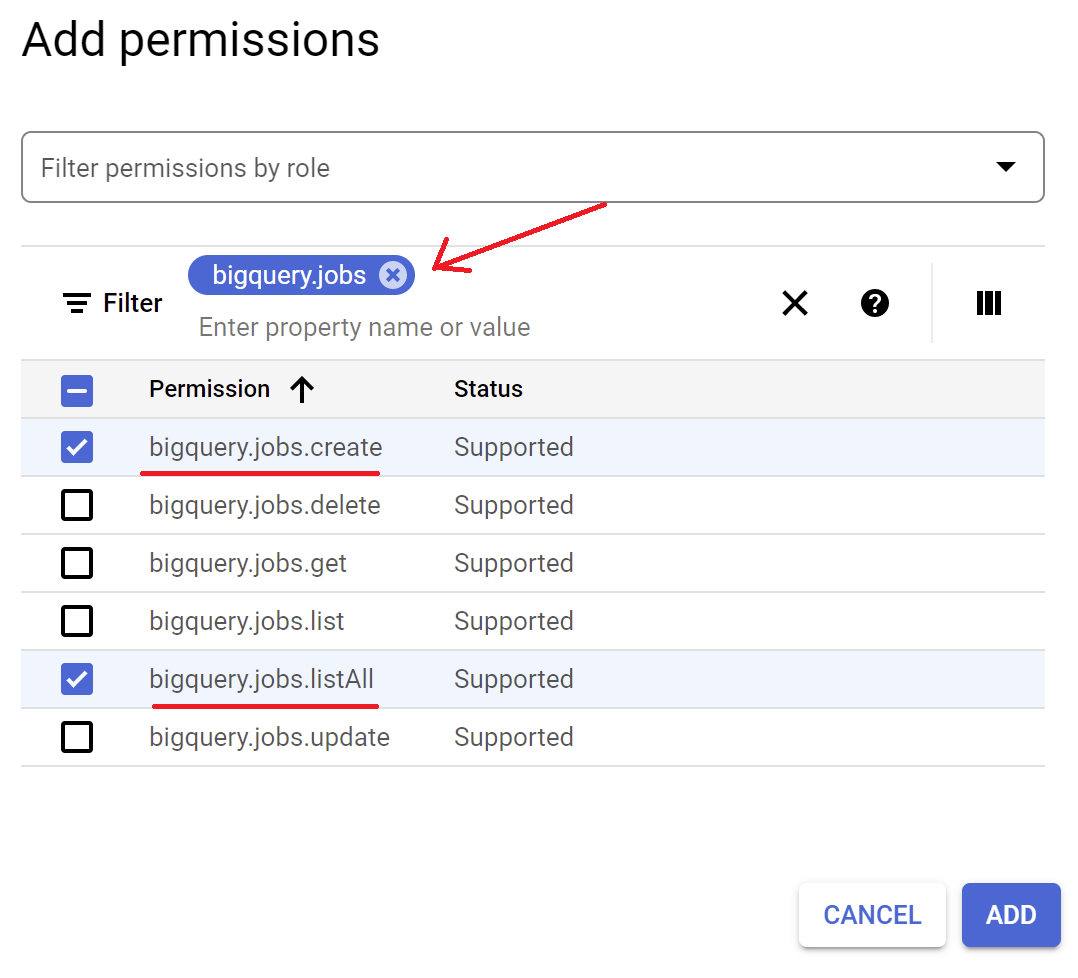 Add permissions
Filter permissions by role
bigquery.jobs
Filter
Enter property name or value
Permission Status
bigquery.jobs.create Supported
bigquery.jobs.delete Supported
bigquery.jobs.get Supported
bigquery.jobs.list Supported
bigquery.jobs.listAll Supported
bigquery.jobs.update Supported
CANCEL ADD